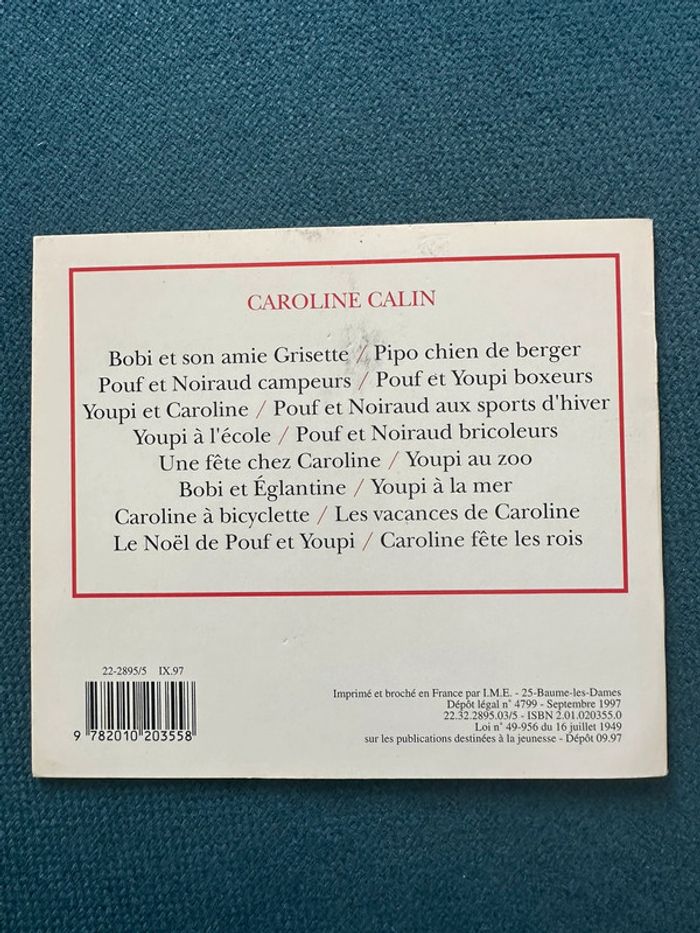 CAROLINE CALIN
Bobi et son amie Grisette / Pipo chien de berger
Pouf et Noiraud campeurs / Pouf et Youpi boxeurs
Youpi et Caroline / Pouf et Noiraud aux sports d'hiver
Youpi à l'école / Pouf et Noiraud bricoleurs
Une fête chez Caroline / Youpi au zoo
Bobi et Églantine / Youpi à la mer
Caroline à bicyclette / Les vacances de Caroline
Le Noël de Pouf et Youpi / Caroline fête les rois
22-2895/5 IX.97
9 782010 203558
Imprimé et broché en France par I.M.E. - 25-Baume-les-Dames
Dépôt légal n° 4799 - Septembre 1997
22.32.2895.03/5 - ISBN 2.01.020355.0
Loi n° 49-956 du 16 juillet 1949
sur les publications destinées à la jeunesse - Dépôt 09.97